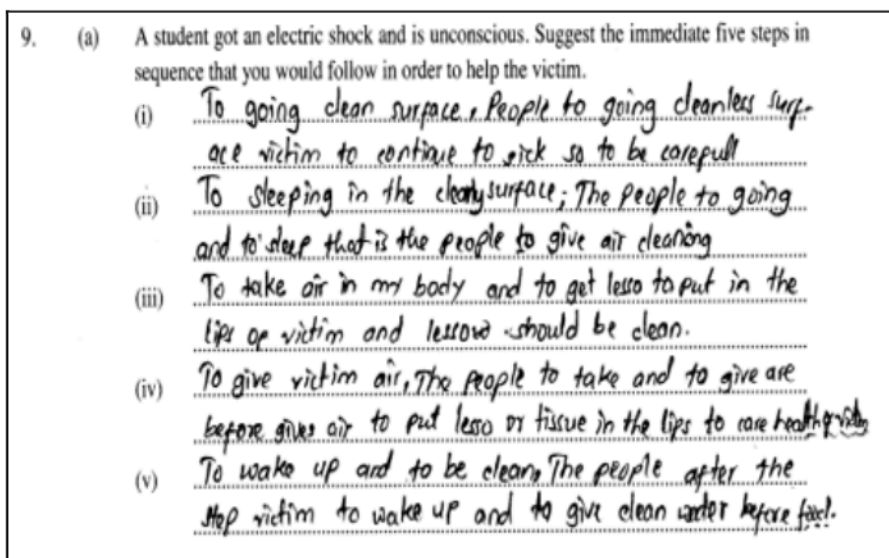 9. (a) A student got an electric shock and is unconscious. Suggest the immediate five steps in
sequence that you would follow in order to help the victim.
(i) To going clean surface, People to going cleanless surf-
ace victim to continue to sick so to be carefull
(ii) To sleeping in the clearly surface; The people to going
and to sleep that is the people to give air cleaning
(iii) To take air in my body and to get lesso to put in the
lips of victim and should be clean.
(iv) To give victim air, The people to take and to give are
before gives air to put lesso or tissue in the lips to care health of
(v) To wake up and to be clean, The people after the
step victim to wake up and to give clean water before food.